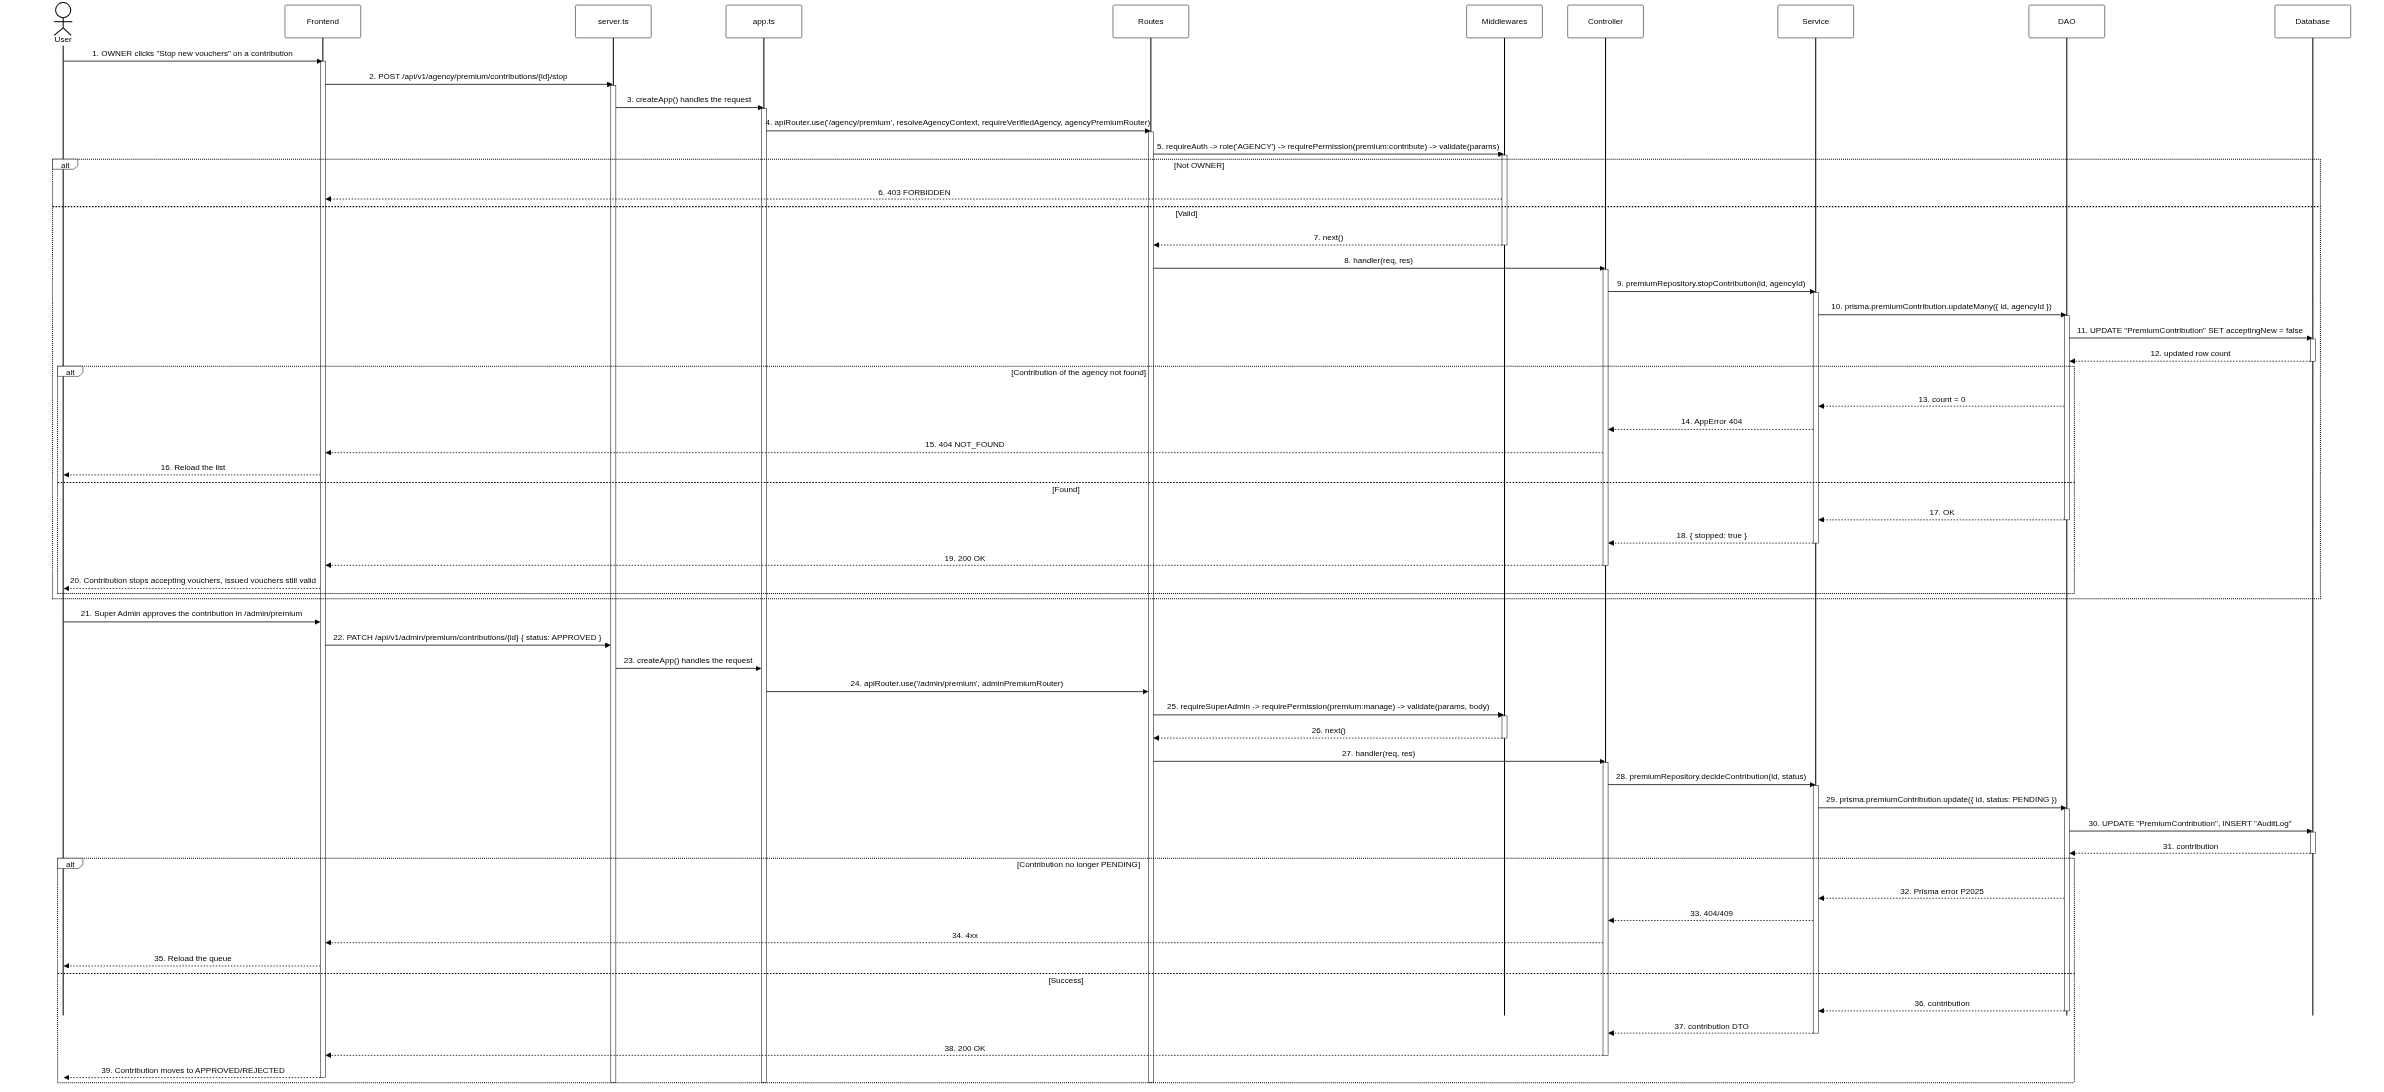 User
Frontend
server.ts
app.ts
Routes
Middlewares
Controller
Service
DAO
Database
1. OWNER clicks "Stop new vouchers" on a contribution
2. POST /api/v1/agency/premium/contributions/{id}/stop
3. createApp() handles the request
4. apiRouter.use('/agency/premium', resolveAgencyContext, requireVerifiedAgency, agencyPremiumRouter)
5. requireAuth -> role('AGENCY') -> requirePermission(premium:contribute) -> validate(params)
alt
[Not OWNER]
6. 403 FORBIDDEN
[Valid]
7. next()
8. handler(req, res)
9. premiumRepository.stopContribution(id, agencyId)
10. prisma.premiumContribution.updateMany({ id, agencyId })
11. UPDATE "PremiumContribution" SET acceptingNew = false
12. updated row count
alt
[Contribution of the agency not found]
13. count = 0
14. AppError 404
15. 404 NOT_FOUND
16. Reload the list
[Found]
17. OK
18. { stopped: true }
19. 200 OK
20. Contribution stops accepting vouchers, issued vouchers still valid
21. Super Admin approves the contribution in /admin/premium
22. PATCH /api/v1/admin/premium/contributions/{id} { status: APPROVED }
23. createApp() handles the request
24. apiRouter.use('/admin/premium', adminPremiumRouter)
25. requireSuperAdmin -> requirePermission(premium:manage) -> validate(params, body)
26. next()
27. handler(req, res)
28. premiumRepository.decideContribution(id, status)
29. prisma.premiumContribution.update({ id, status: PENDING })
30. UPDATE "PremiumContribution", INSERT "AuditLog"
31. contribution
alt
[Contribution no longer PENDING]
32. Prisma error P2025
33. 404/409
34. 4xx
35. Reload the queue
[Success]
36. contribution
37. contribution DTO
38. 200 OK
39. Contribution moves to APPROVED/REJECTED